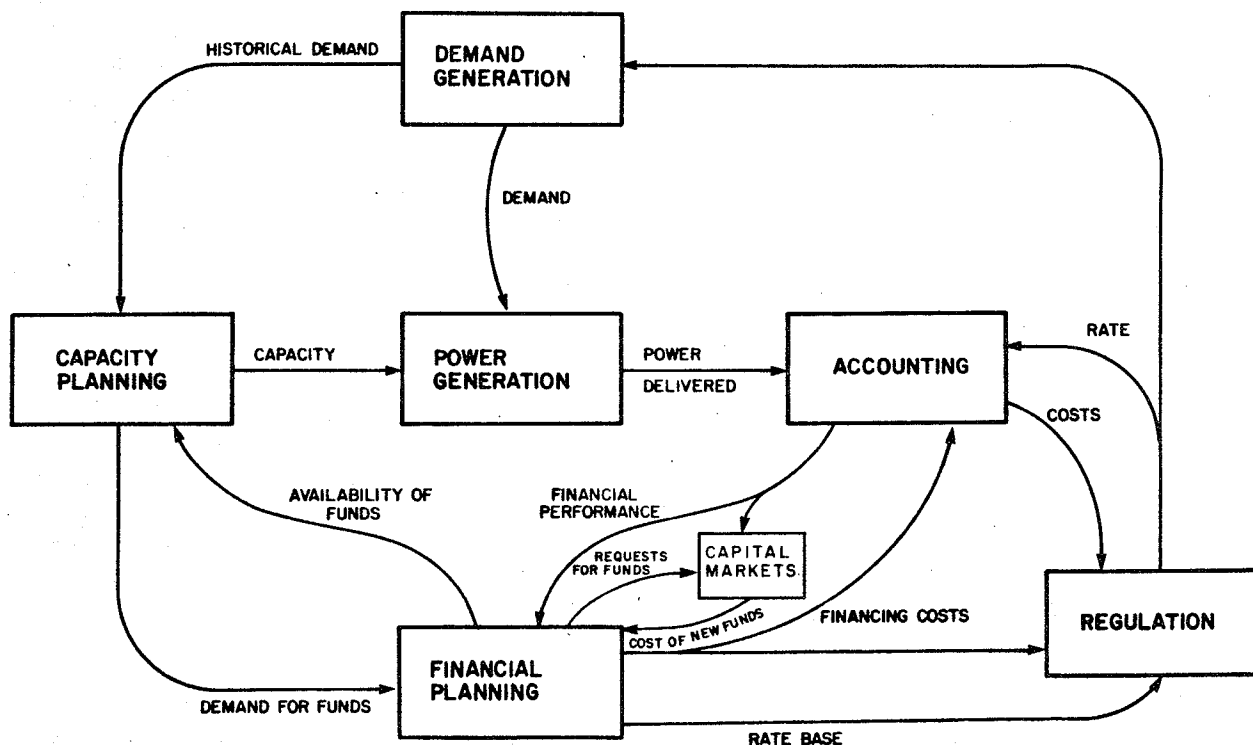 HISTORICAL DEMAND
DEMAND
GENERATION
DEMAND
CAPACITY
PLANNING
CAPACITY
POWER
GENERATION
POWER
DELIVERED
ACCOUNTING
RATE
COSTS
AVAILABILITY OF
FUNDS
FINANCIAL
PERFORMANCE
REQUESTS
FOR FUNDS
CAPITAL
MARKETS
COST OF NEW FUNDS
FINANCING COSTS
REGULATION
FINANCIAL
PLANNING
DEMAND FOR FUNDS
RATE BASE